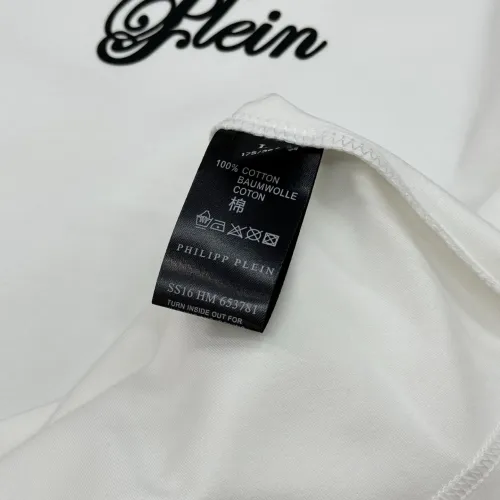 Plein
100% COTTON
BAUMWOLLE
COTON
棉
PHILIPP PLEIN
SS16 HM 653781
TURN INSIDE OUT FOR